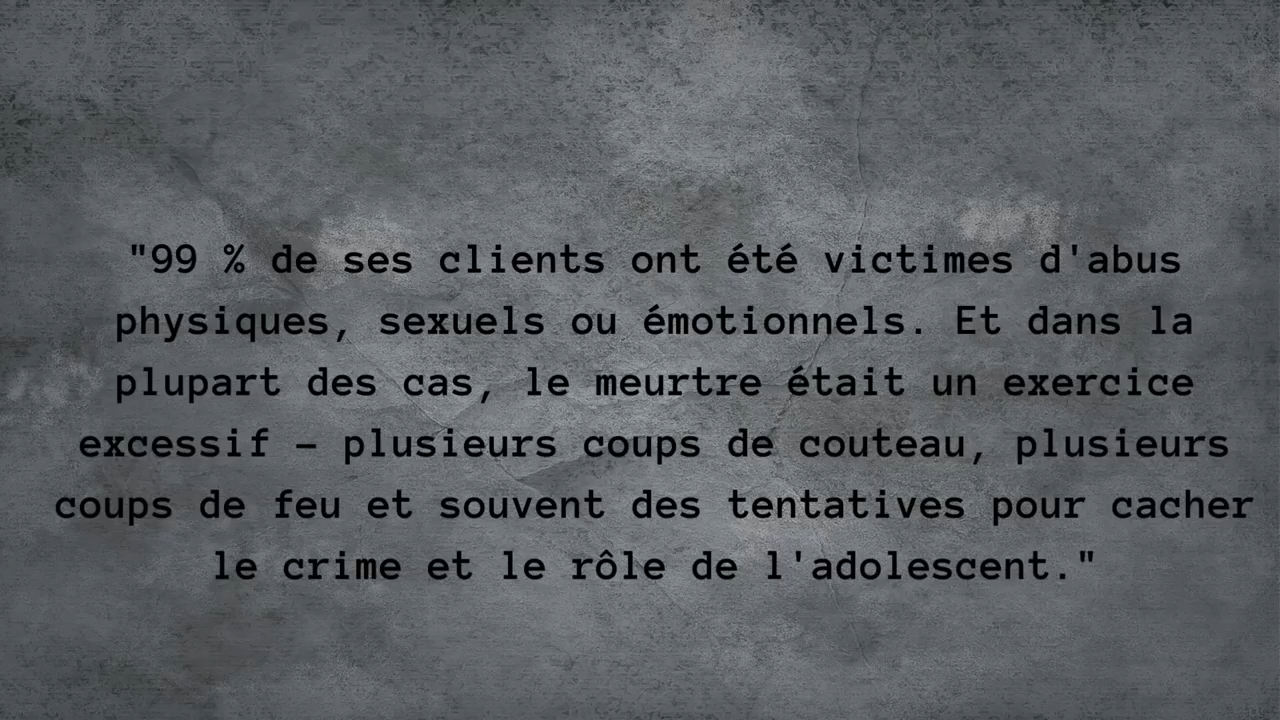 "99 % de ses clients ont été victimes d'abus
physiques, sexuels ou émotionnels. Et dans la
plupart des cas, le meurtre était un exercice
excessif – plusieurs coups de couteau, plusieurs
coups de feu et souvent des tentatives pour cacher
le crime et le rôle de l'adolescent."